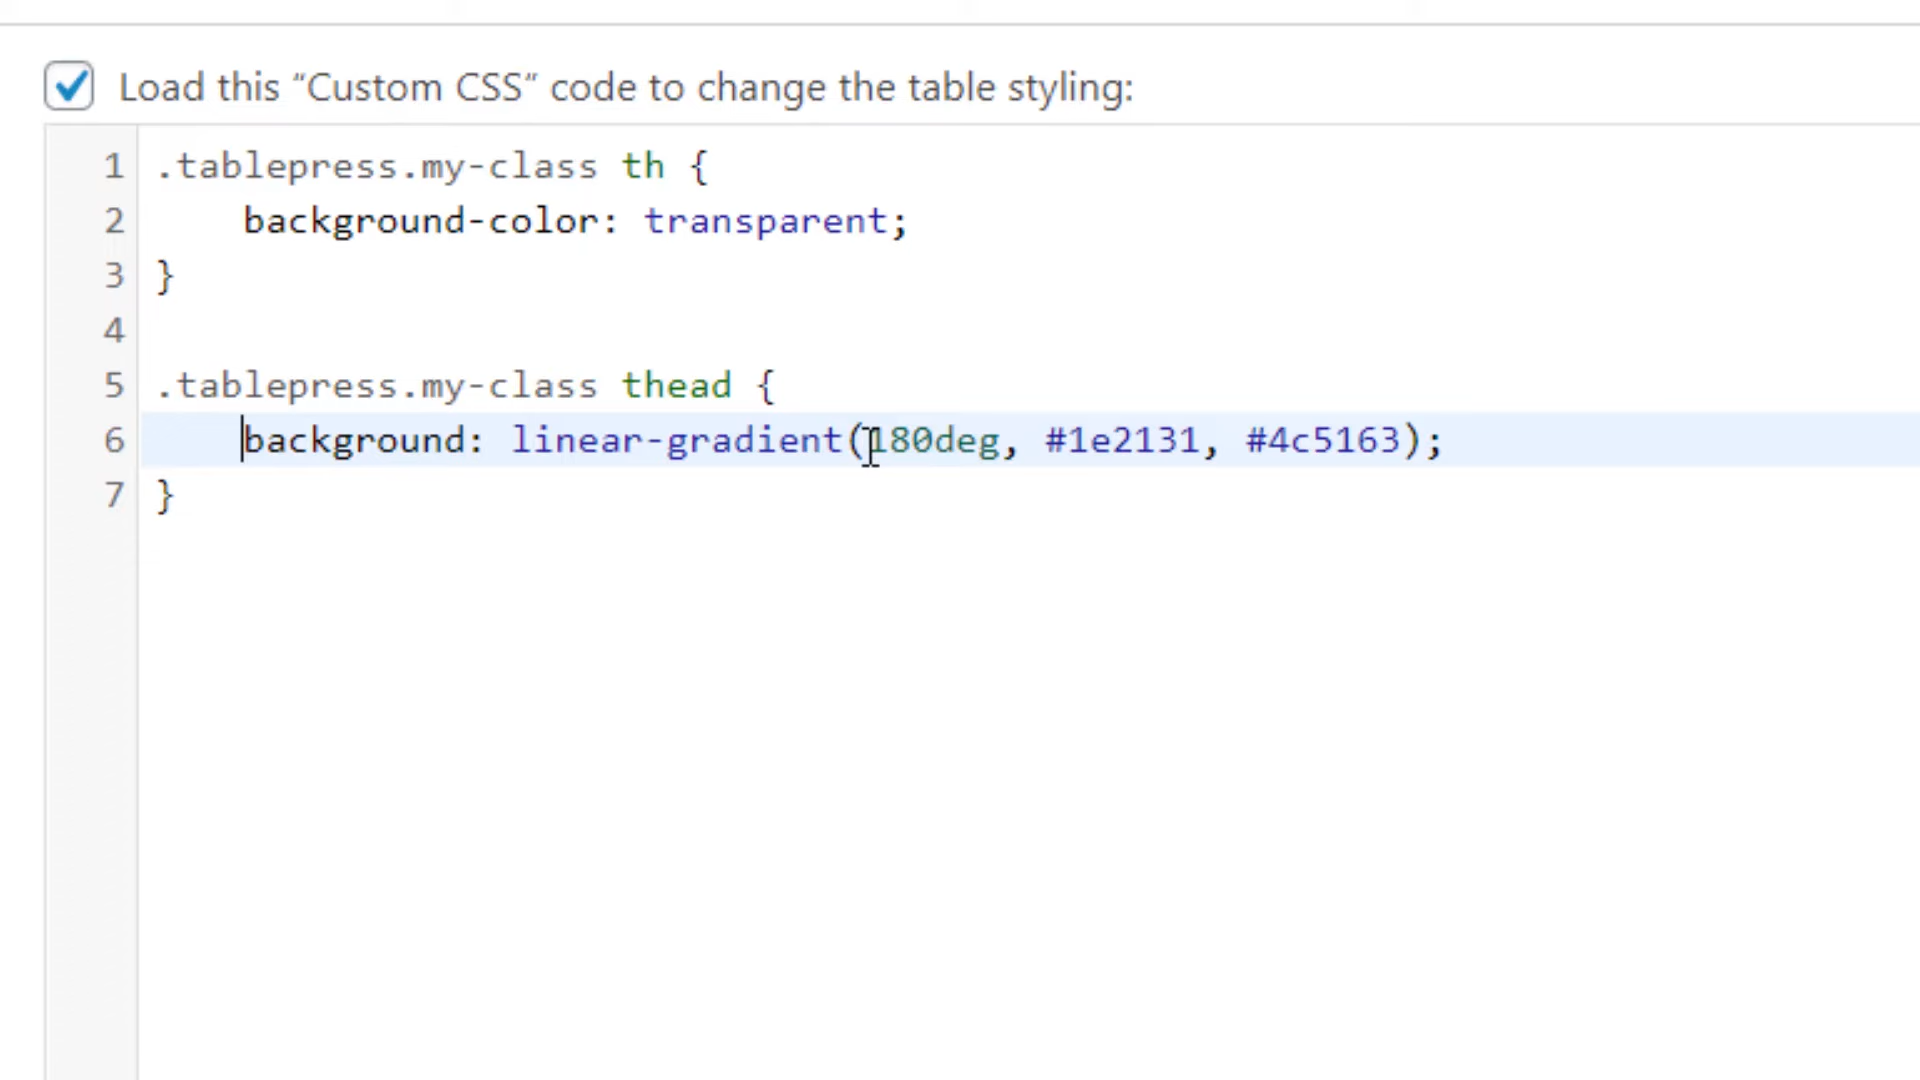 Load this “Custom CSS” code to change the table styling:
1 .tablepress.my-class th {
2 background-color: transparent;
3 }
4
5 .tablepress.my-class thead {
6 background: linear-gradient(180deg, #1e2131, #4c5163);
7 }